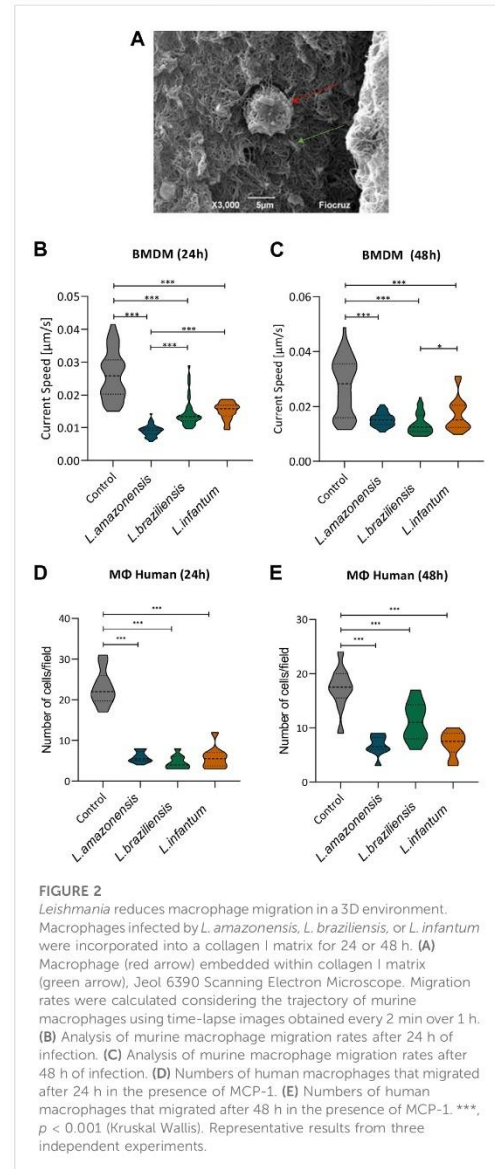 A
X3,000
5µm
Fiocruz
B
BMDM (24h)
***
***
***
***
***
Current Speed [µm/s]
0.05
0.04
0.03
0.02
0.01
0.00
Control
L.amazonensis
L.braziliensis
L.infantum
C
BMDM (48h)
***
***
***
*
Current Speed [µm/s]
0.06
0.04
0.02
0.00
Control
L.amazonensis
L.braziliensis
L.infantum
D
MΦ Human (24h)
***
***
***
Number of cells/field
40
30
20
10
0
Control
L.amazonensis
L.braziliensis
L.infantum
E
MΦ Human (48h)
***
***
***
Number of cells/field
30
20
10
0
Control
L.amazonensis
L.braziliensis
L.infantum
FIGURE 2
Leishmania reduces macrophage migration in a 3D environment.
Macrophages infected by L. amazonensis, L. braziliensis, or L. infantum
were incorporated into a collagen I matrix for 24 or 48 h. (A)
Macrophage (red arrow) embedded within collagen I matrix
(green arrow), Jeol 6390 Scanning Electron Microscope. Migration
rates were calculated considering the trajectory of murine
macrophages using time-lapse images obtained every 2 min over 1 h.
(B) Analysis of murine macrophage migration rates after 24 h of
infection. (C) Analysis of murine macrophage migration rates after
48 h of infection. (D) Numbers of human macrophages that migrated
after 24 h in the presence of MCP-1. (E) Numbers of human
macrophages that migrated after 48 h in the presence of MCP-1. ***,
p < 0.001 (Kruskal Wallis). Representative results from three
independent experiments.